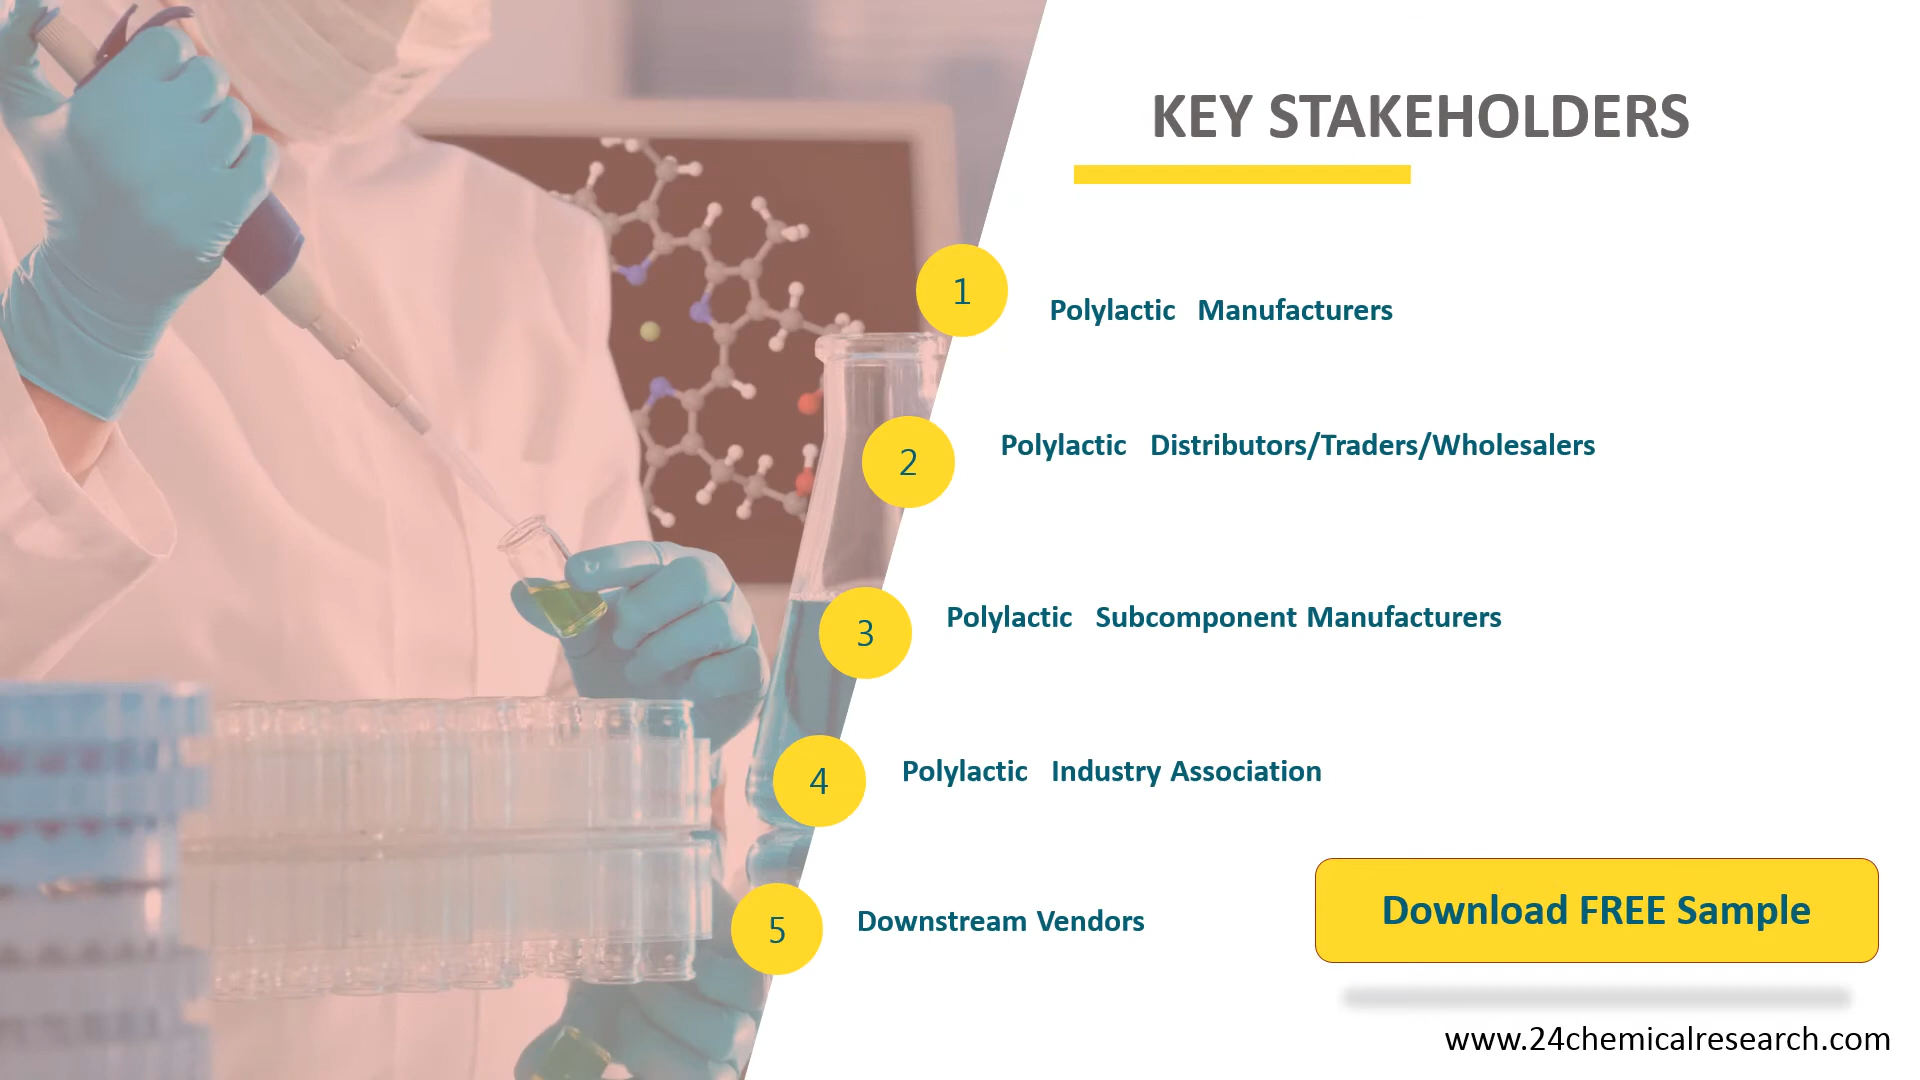 KEY STAKEHOLDERS
1
Polylactic Manufacturers
2
Polylactic Distributors/Traders/Wholesalers
3
Polylactic Subcomponent Manufacturers
4
Polylactic Industry Association
5
Downstream Vendors
Download FREE Sample
www.24chemicalresearch.com